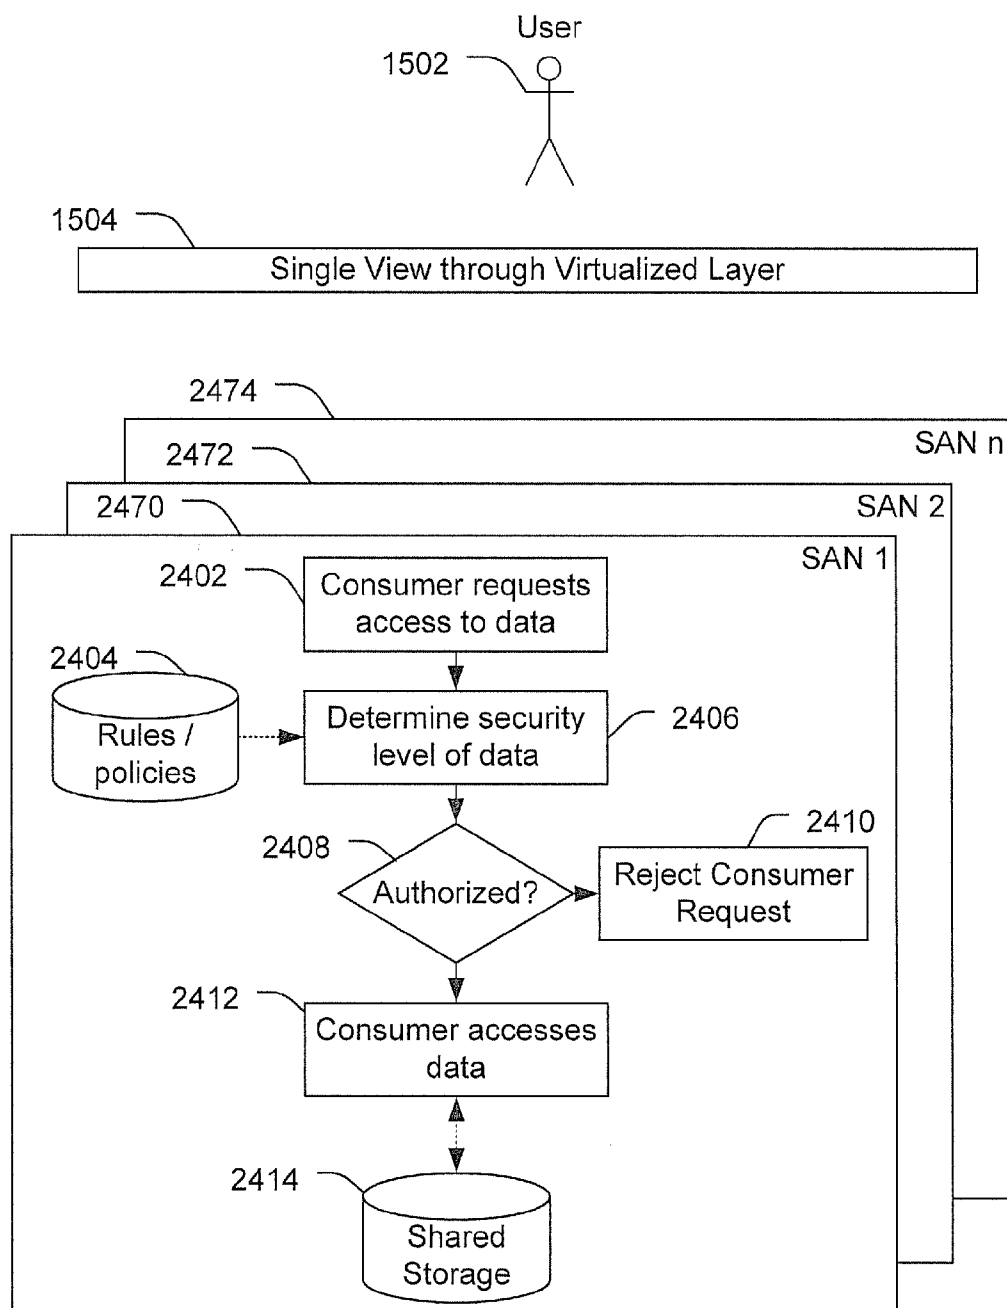 User
1502
1504
Single View through Virtualized Layer
2474
SAN n
2472
SAN 2
2470
SAN 1
2402
Consumer requests
access to data
2404
Rules /
policies
Determine security
level of data
2406
2408
Authorized?
2410
Reject Consumer
Request
2412
Consumer accesses
data
2414
Shared
Storage